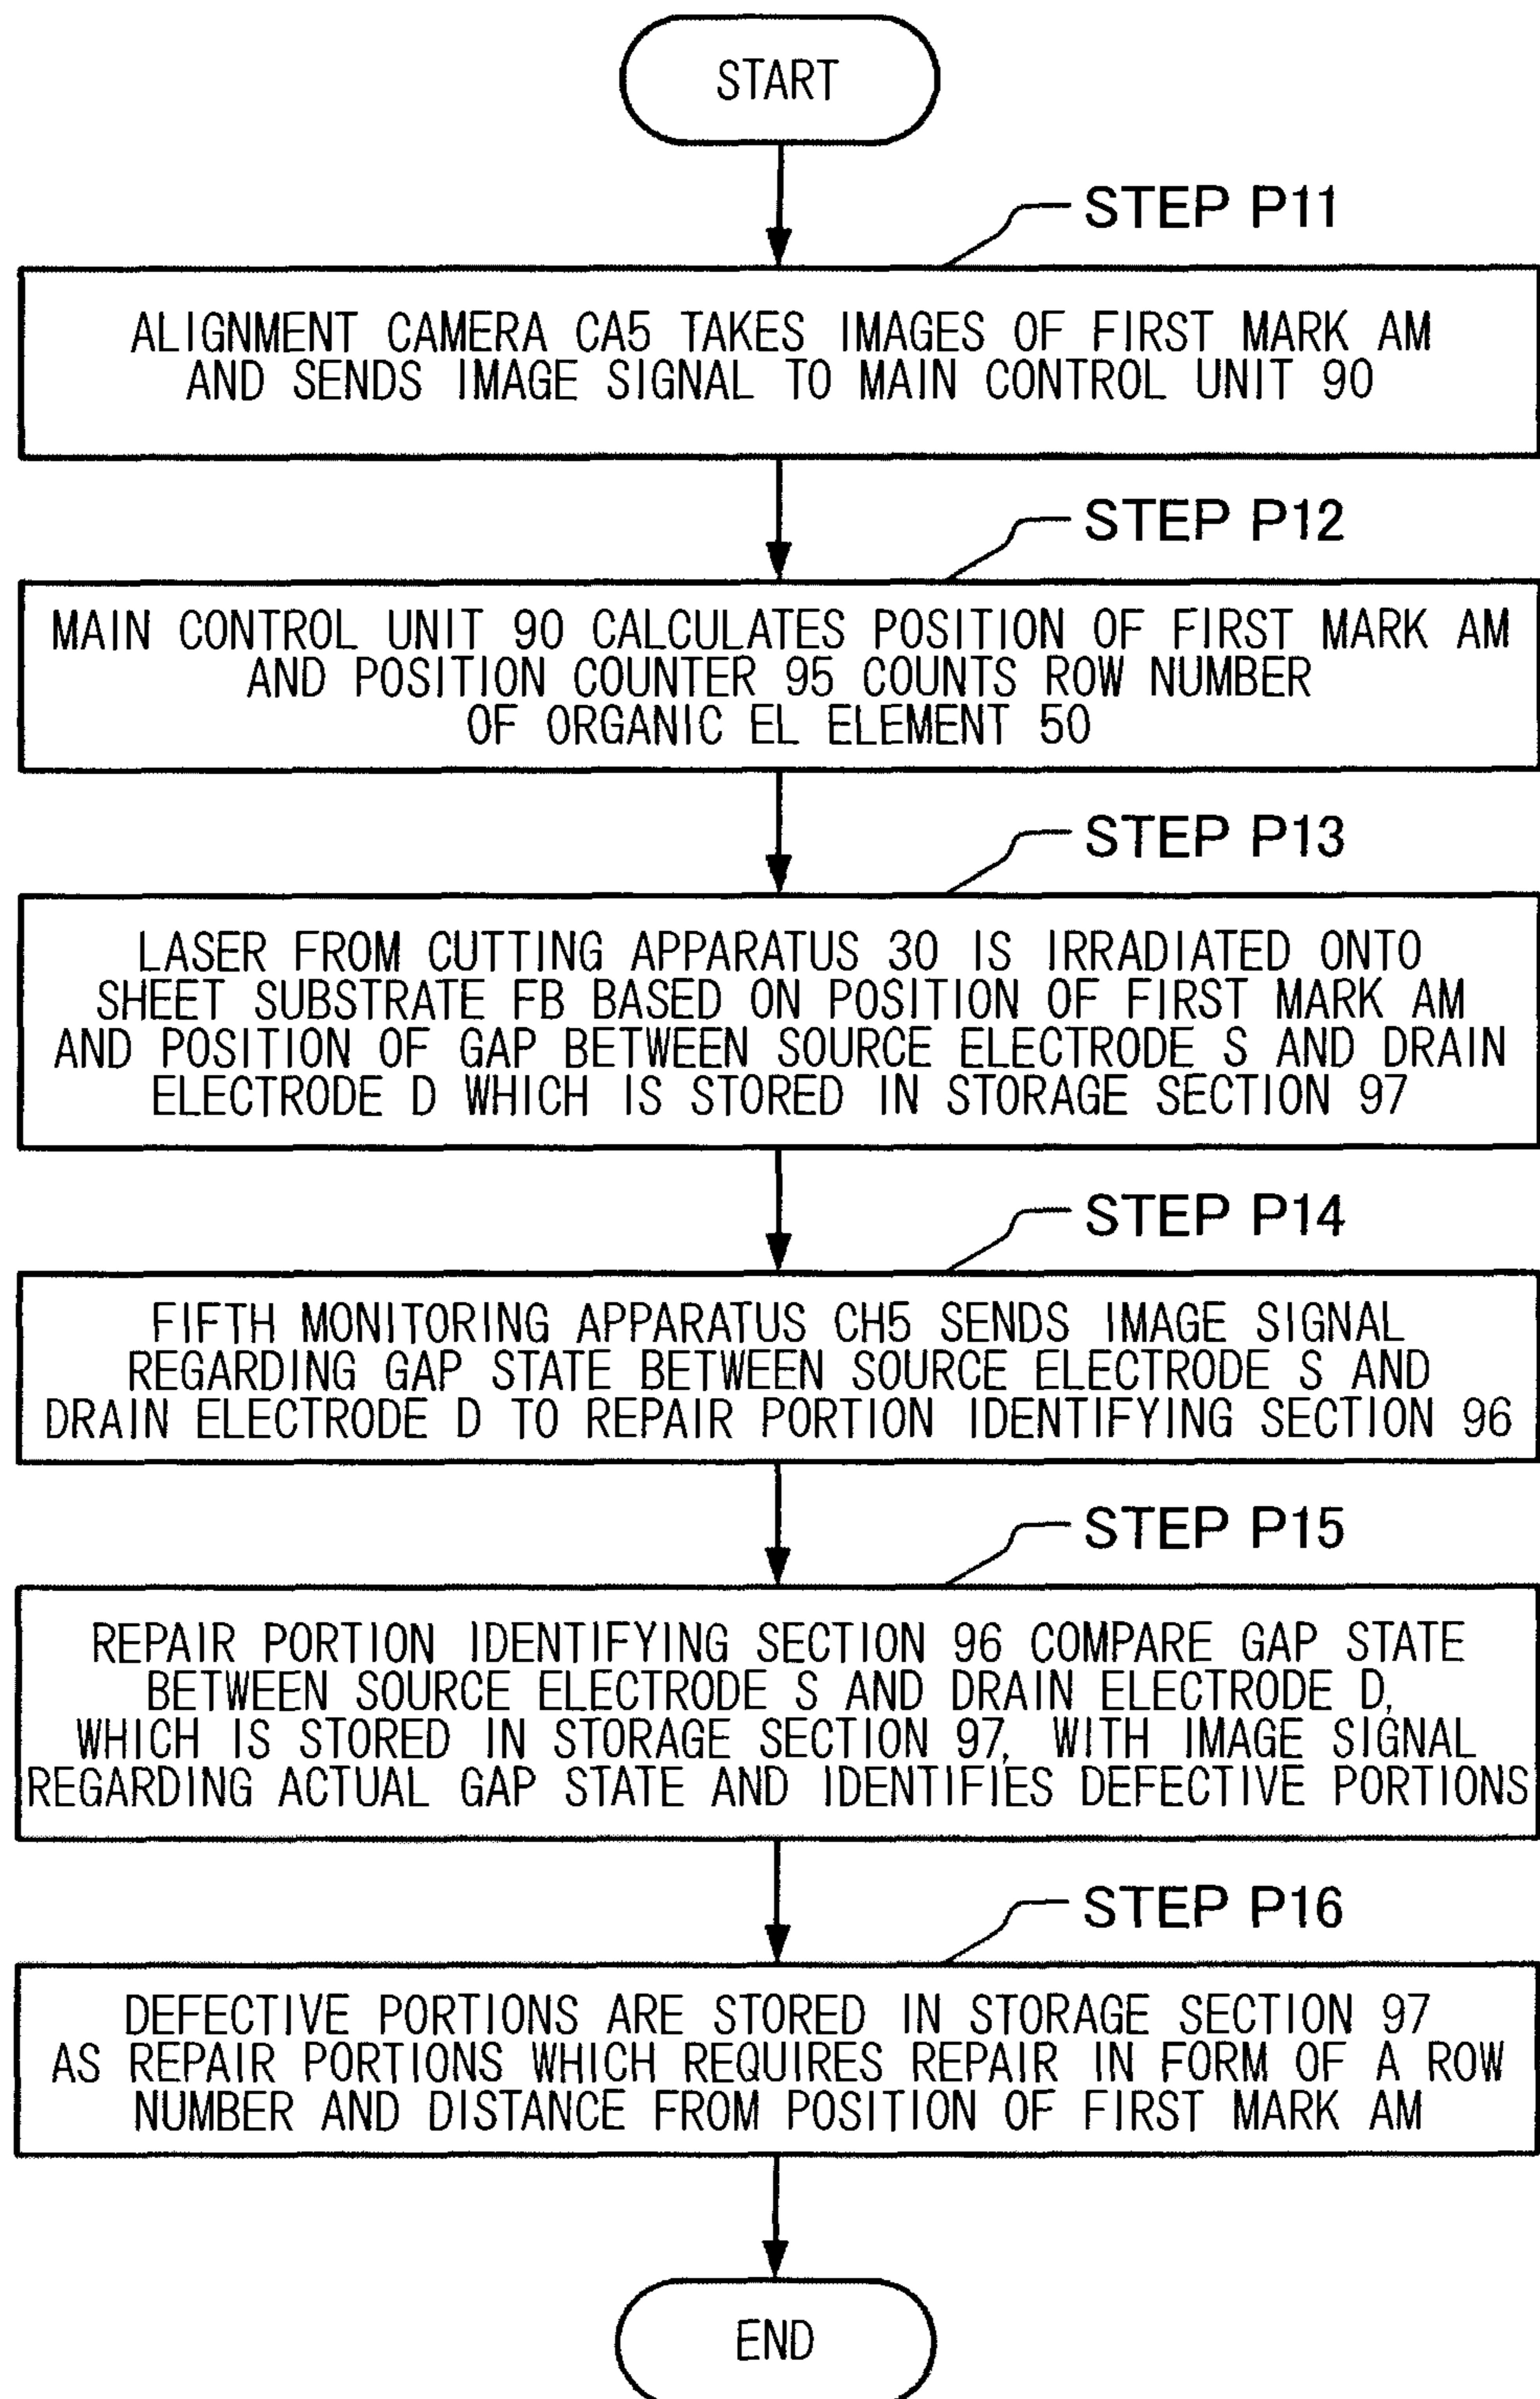 START
STEP P11
ALIGNMENT CAMERA CA5 TAKES IMAGES OF FIRST MARK AM
AND SENDS IMAGE SIGNAL TO MAIN CONTROL UNIT 90
STEP P12
MAIN CONTROL UNIT 90 CALCULATES POSITION OF FIRST MARK AM
AND POSITION COUNTER 95 COUNTS ROW NUMBER
OF ORGANIC EL ELEMENT 50
STEP P13
LASER FROM CUTTING APPARATUS 30 IS IRRADIATED ONTO
SHEET SUBSTRATE FB BASED ON POSITION OF FIRST MARK AM
AND POSITION OF GAP BETWEEN SOURCE ELECTRODE S AND DRAIN
ELECTRODE D WHICH IS STORED IN STORAGE SECTION 97
STEP P14
FIFTH MONITORING APPARATUS CH5 SENDS IMAGE SIGNAL
REGARDING GAP STATE BETWEEN SOURCE ELECTRODE S AND
DRAIN ELECTRODE D TO REPAIR PORTION IDENTIFYING SECTION 96
STEP P15
REPAIR PORTION IDENTIFYING SECTION 96 COMPARE GAP STATE
BETWEEN SOURCE ELECTRODE S AND DRAIN ELECTRODE D,
WHICH IS STORED IN STORAGE SECTION 97, WITH IMAGE SIGNAL
REGARDING ACTUAL GAP STATE AND IDENTIFIES DEFECTIVE PORTIONS
STEP P16
DEFECTIVE PORTIONS ARE STORED IN STORAGE SECTION 97
AS REPAIR PORTIONS WHICH REQUIRES REPAIR IN FORM OF A ROW
NUMBER AND DISTANCE FROM POSITION OF FIRST MARK AM
END